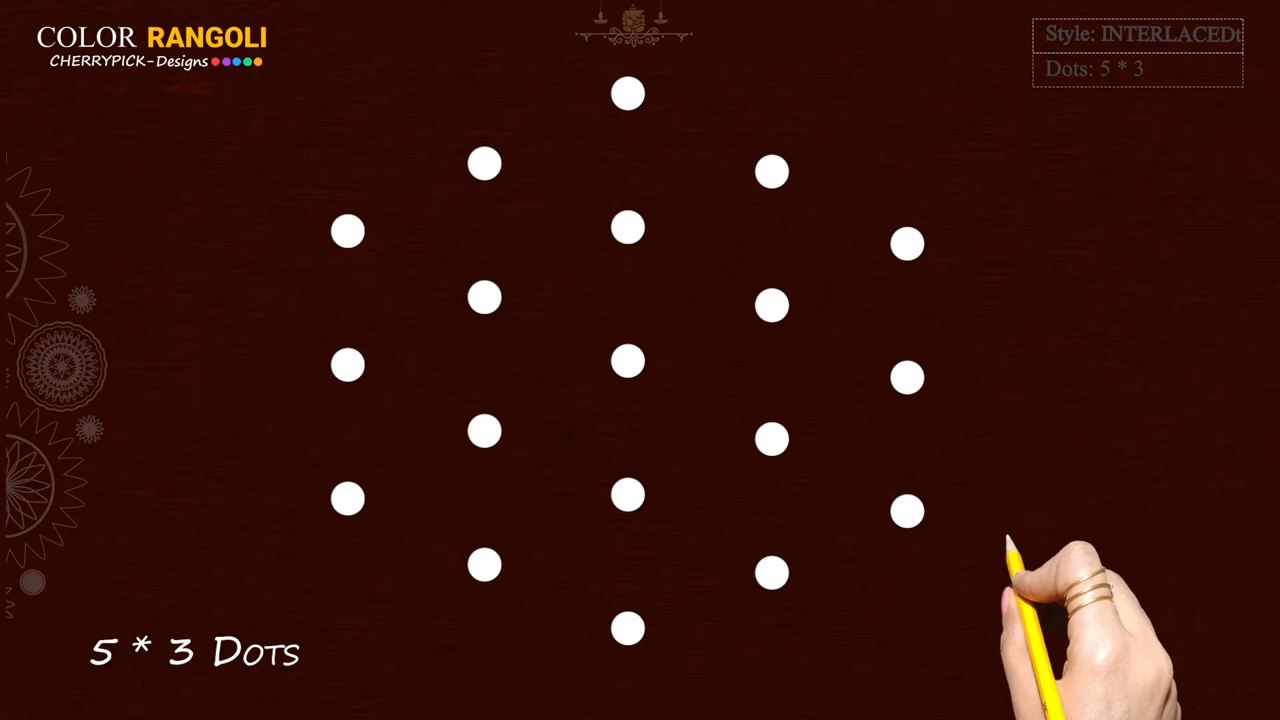 COLOR RANGOLI
CHERRYPICK-Designs
Style: INTERLACEDt
Dots: 5 * 3
5 * 3 DOTS